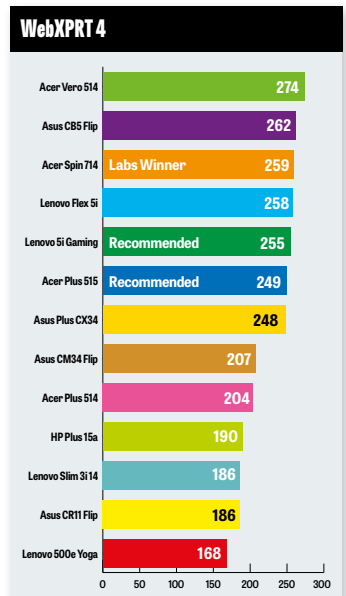 WebXPRT 4
Acer Vero 514 274
Asus CB5 Flip 262
Acer Spin 714 Labs Winner 259
Lenovo Flex 5i 258
Lenovo 5i Gaming Recommended 255
Acer Plus 515 Recommended 249
Asus Plus CX34 248
Asus CM34 Flip 207
Acer Plus 514 204
HP Plus 15a 190
Lenovo Slim 3i 14 186
Asus CR11 Flip 186
Lenovo 500e Yoga 168
0 50 100 150 200 250 300